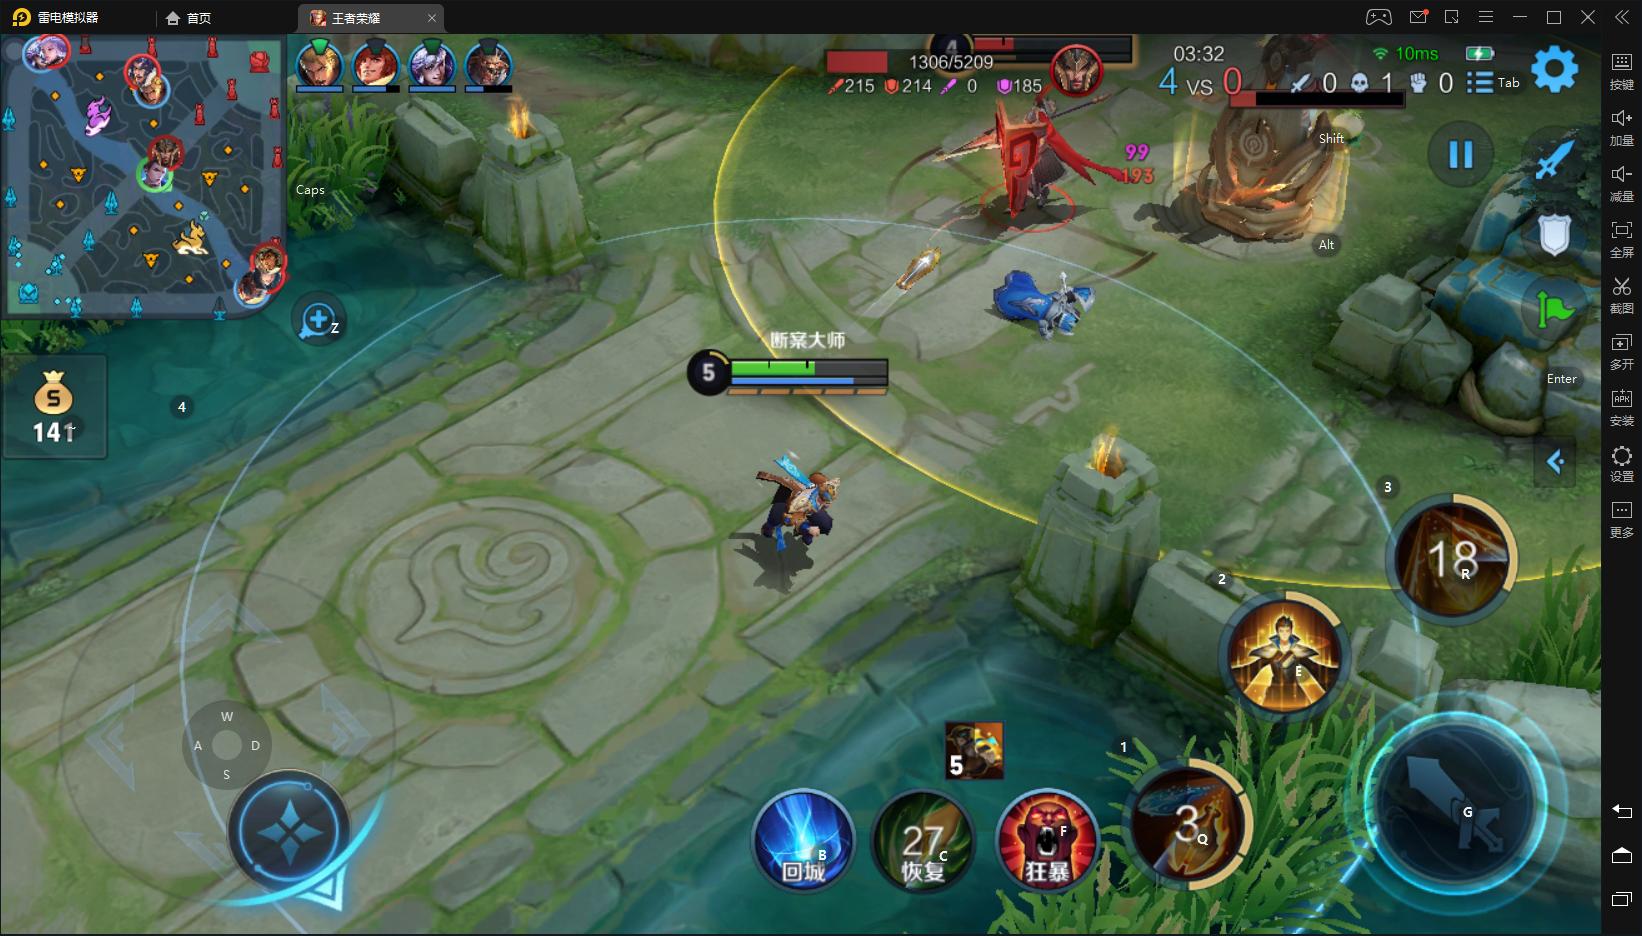 雷电模拟器
首页
王者荣耀
4
1306/5209
215
214
0
185
03:32
4 VS 0
0
1
0
10ms
Tab
按键
加量
减量
全屏
截图
多开
安装
设置
更多
APK
Caps
Shift
99
193
Alt
Z
断案大师
5
Enter
S
141
4
3
18
R
2
E
1
W
A
D
S
5
3
Q
G
B
回城
27
C
恢复
F
狂暴